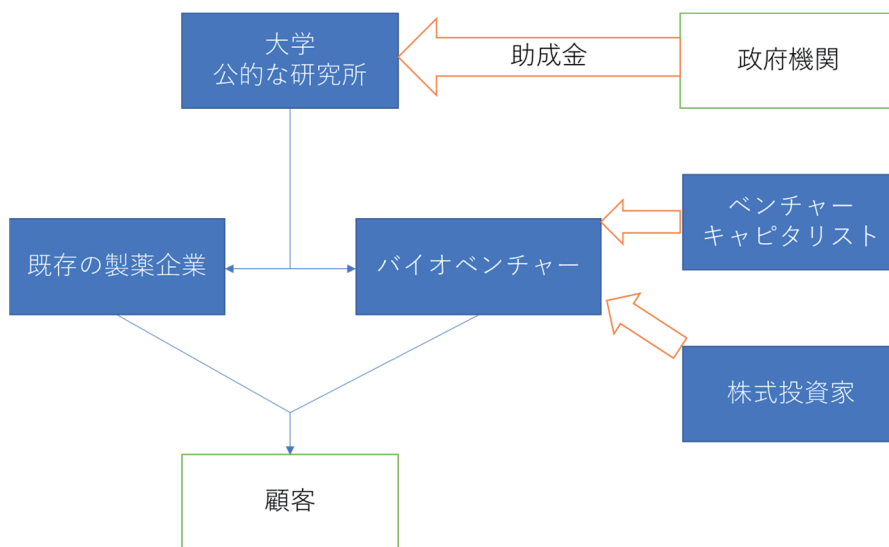 大学
公的な研究所
助成金
政府機関
既存の製薬企業
バイオベンチャー
ベンチャー
キャピタリスト
株式投資家
顧客